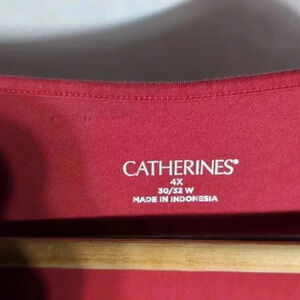 CATHERINES®
4X
30/32 W
MADE IN INDONESIA